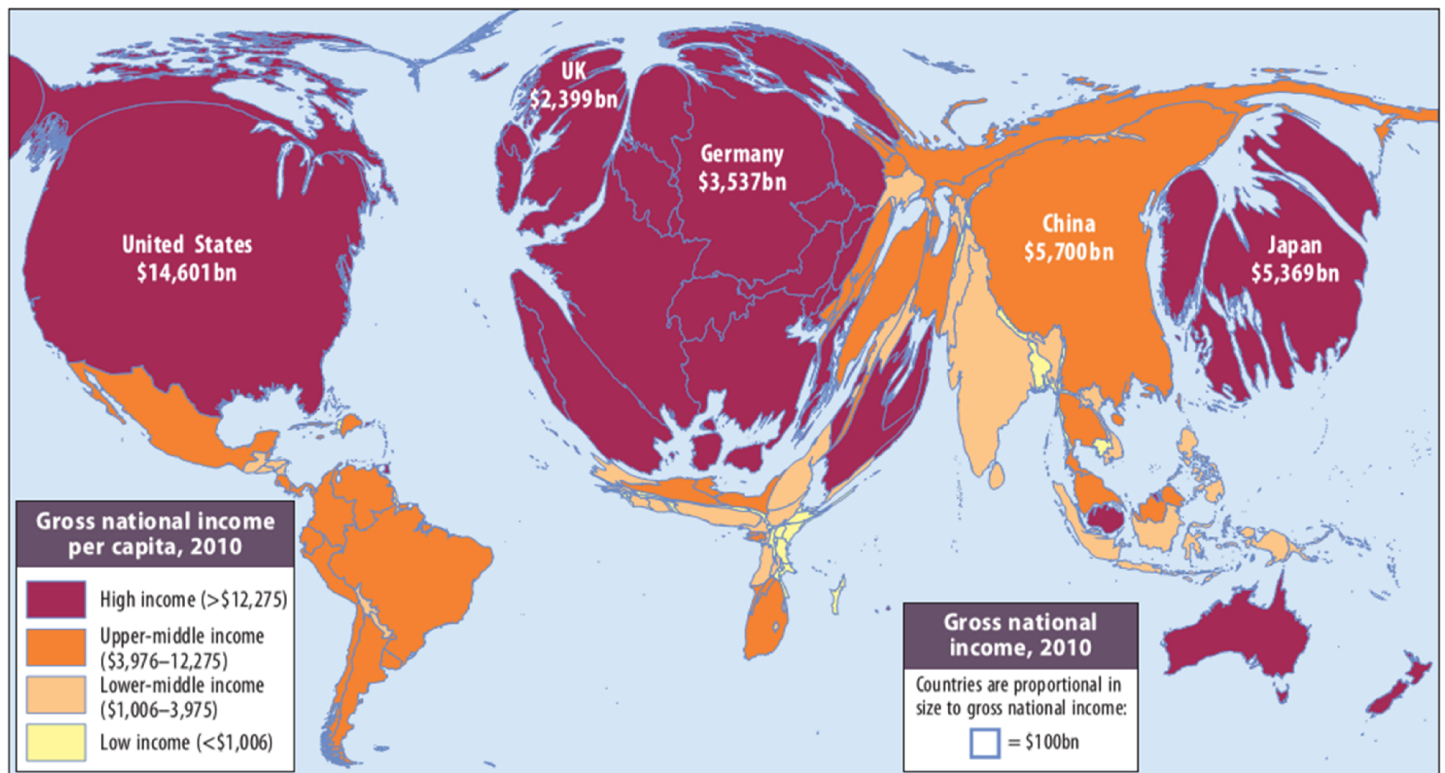 UK
$2,399bn
Germany
$3,537bn
United States
$14,601bn
China
$5,700bn
Japan
$5,369bn
Gross national income
per capita, 2010
High income (>$12,275)
Upper-middle income
($3,976–12,275)
Lower-middle income
($1,006–3,975)
Low income (<$1,006)
Gross national
income, 2010
Countries are proportional in
size to gross national income:
= $100bn